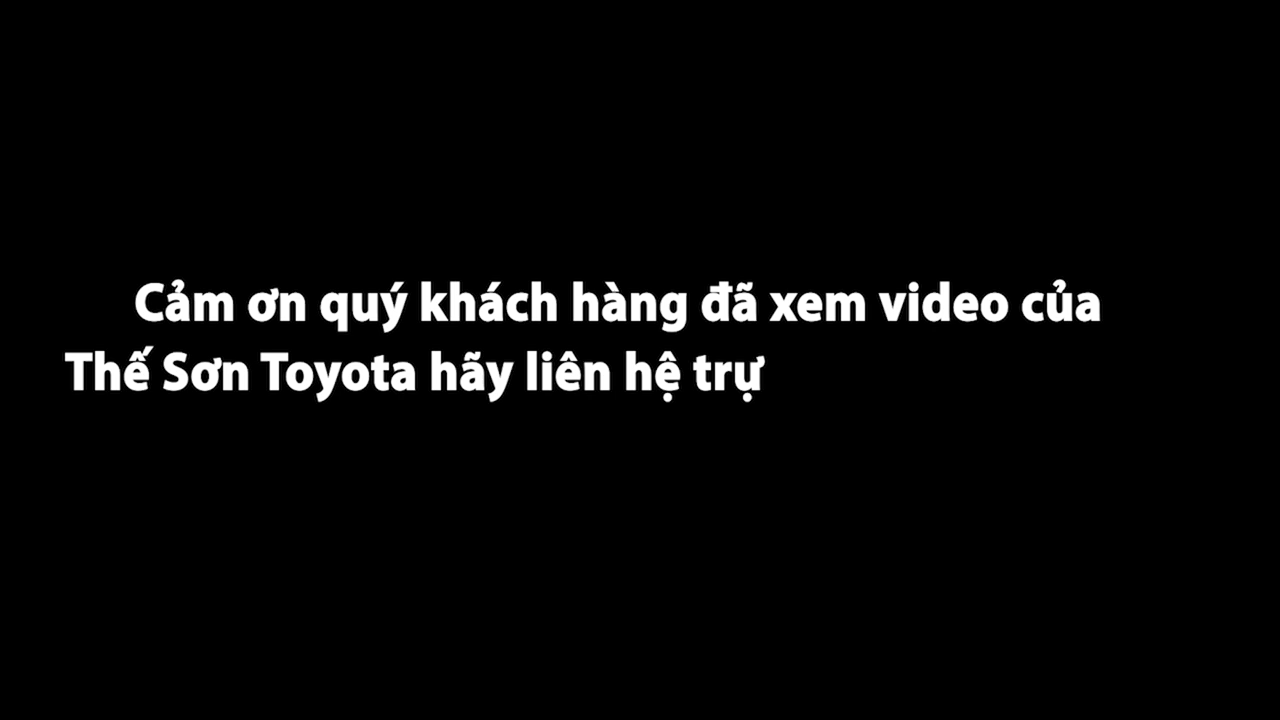 Cảm ơn quý khách hàng đã xem video của
Thế Sơn Toyota hãy liên hệ trự